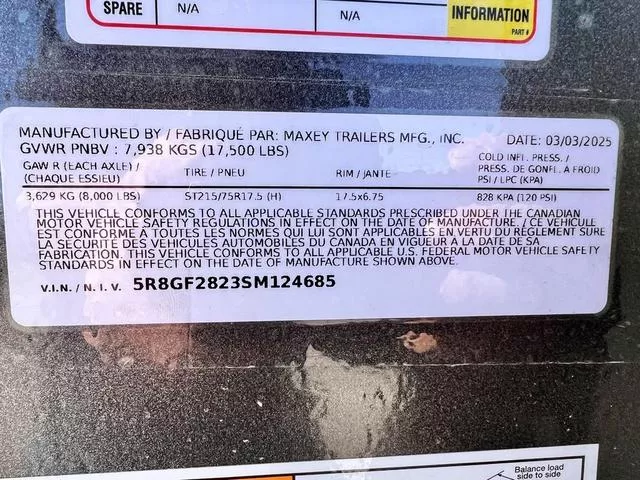 SPARE N/A N/A INFORMATION
PART #
MANUFACTURED BY / FABRIQUÉ PAR: MAXEY TRAILERS MFG., INC. DATE: 03/03/2025
GVWR PNBV : 7,938 KGS (17,500 LBS)
GAW R (EACH AXLE) / (CHAQUE ESSIEU) TIRE / PNEU RIM / JANTE COLD INFL. PRESS. / PRESS. DE GONFL. A FROID PSI / LPC (KPA)
3,629 KG (8,000 LBS) ST215/75R17.5 (H) 17.5x6.75 828 KPA (120 PSI)
THIS VEHICLE CONFORMS TO ALL APPLICABLE STANDARDS PRESCRIBED UNDER THE CANADIAN
MOTOR VEHICLE SAFETY REGULATIONS IN EFFECT ON THE DATE OF MANUFACTURE / CE VÉHICULE
EST CONFORME A TOUTES LES NORMES QUI LUI SONT APPLICABLES EN VERTU DU RÈGLEMENT SUR
LA SÉCURITÉ DES VÉHICULES AUTOMOBILES DU CANADA EN VIGUEUR A LA DATE DE SA
FABRICATION. THIS VEHICLE CONFORMS TO ALL APPLICABLE U.S. FEDERAL MOTOR VEHICLE SAFETY
STANDARDS IN EFFECT ON THE DATE OF MANUFACTURE SHOWN ABOVE.
V.I.N. / N. I. V. 5R8GF2823SM124685
Balance load
side to side